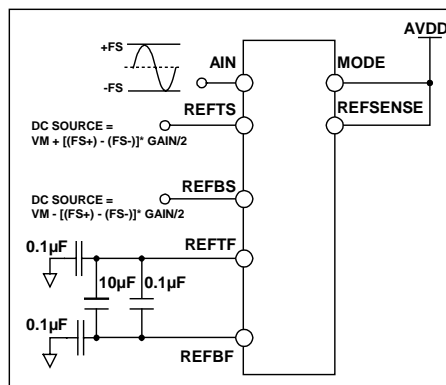 AVDD
+FS
-FS
AIN
MODE
REFTS
REFSENSE
DC SOURCE =
VM + [(FS+) - (FS-)]* GAIN/2
DC SOURCE =
VM - [(FS+) - (FS-)]* GAIN/2
REFBS
0.1µF
REFTF
10µF
0.1µF
0.1µF
REFBF